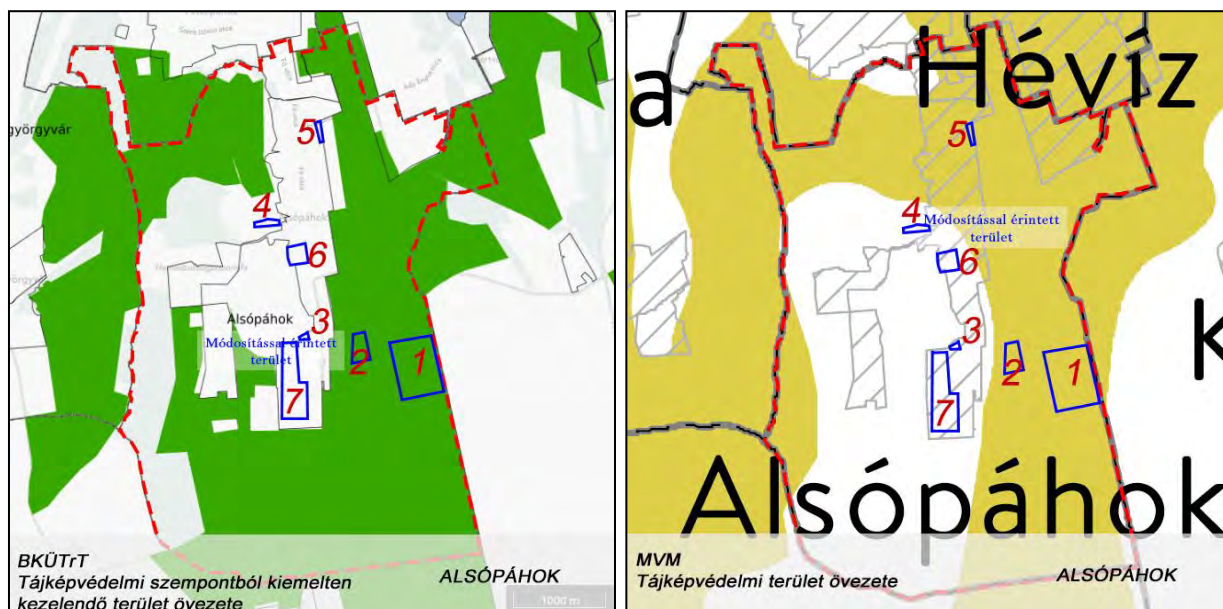 györgyvár
5
4
6
3
Alsópáhok
Módosítással érintett
terület
2
1
7
BKÜTrT
Tájképvédelmi szempontból kiemelten
kezelendő terület övezete
ALSÓPÁHOK
1000 m
a
Hévíz
5
4
Módosítással érintett
terület
6
K
3
2
1
7
Alsópáhok
MVM
Tájképvédelmi terület övezete
ALSÓPÁHOK